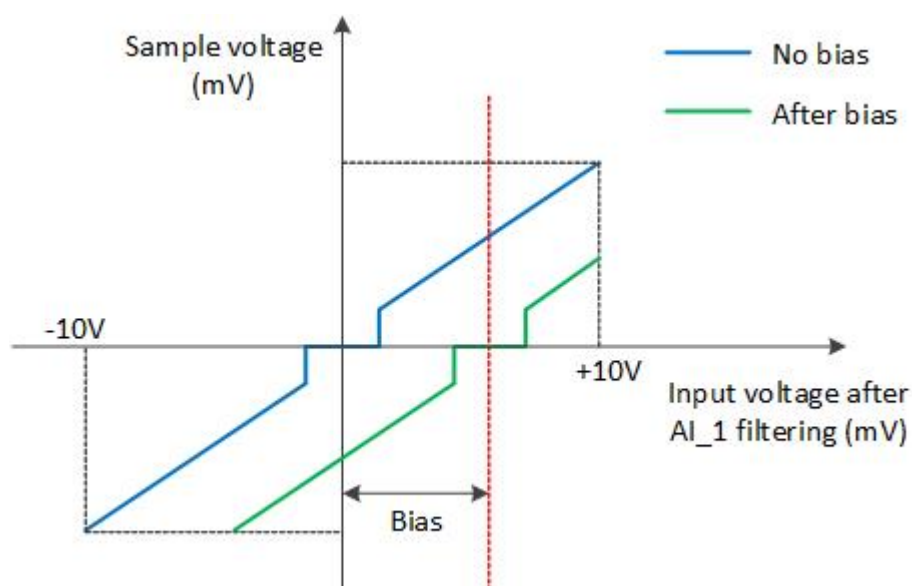 Sample voltage
(mV)
No bias
After bias
-10V
+10V
Input voltage after
AI_1 filtering (mV)
Bias